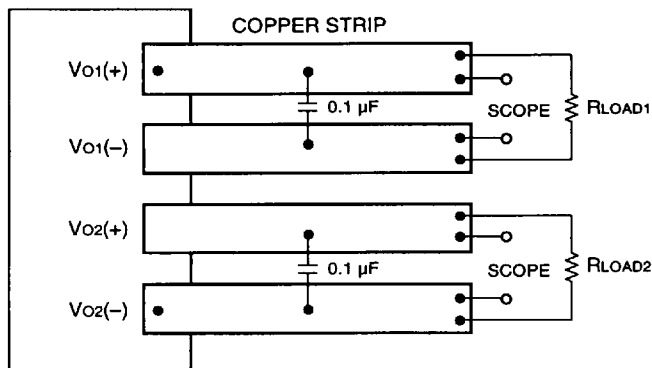 COPPER STRIP
VO1(+)
0.1 µF
SCOPE
RLOAD1
VO1(–)
VO2(+)
0.1 µF
SCOPE
RLOAD2
VO2(–)